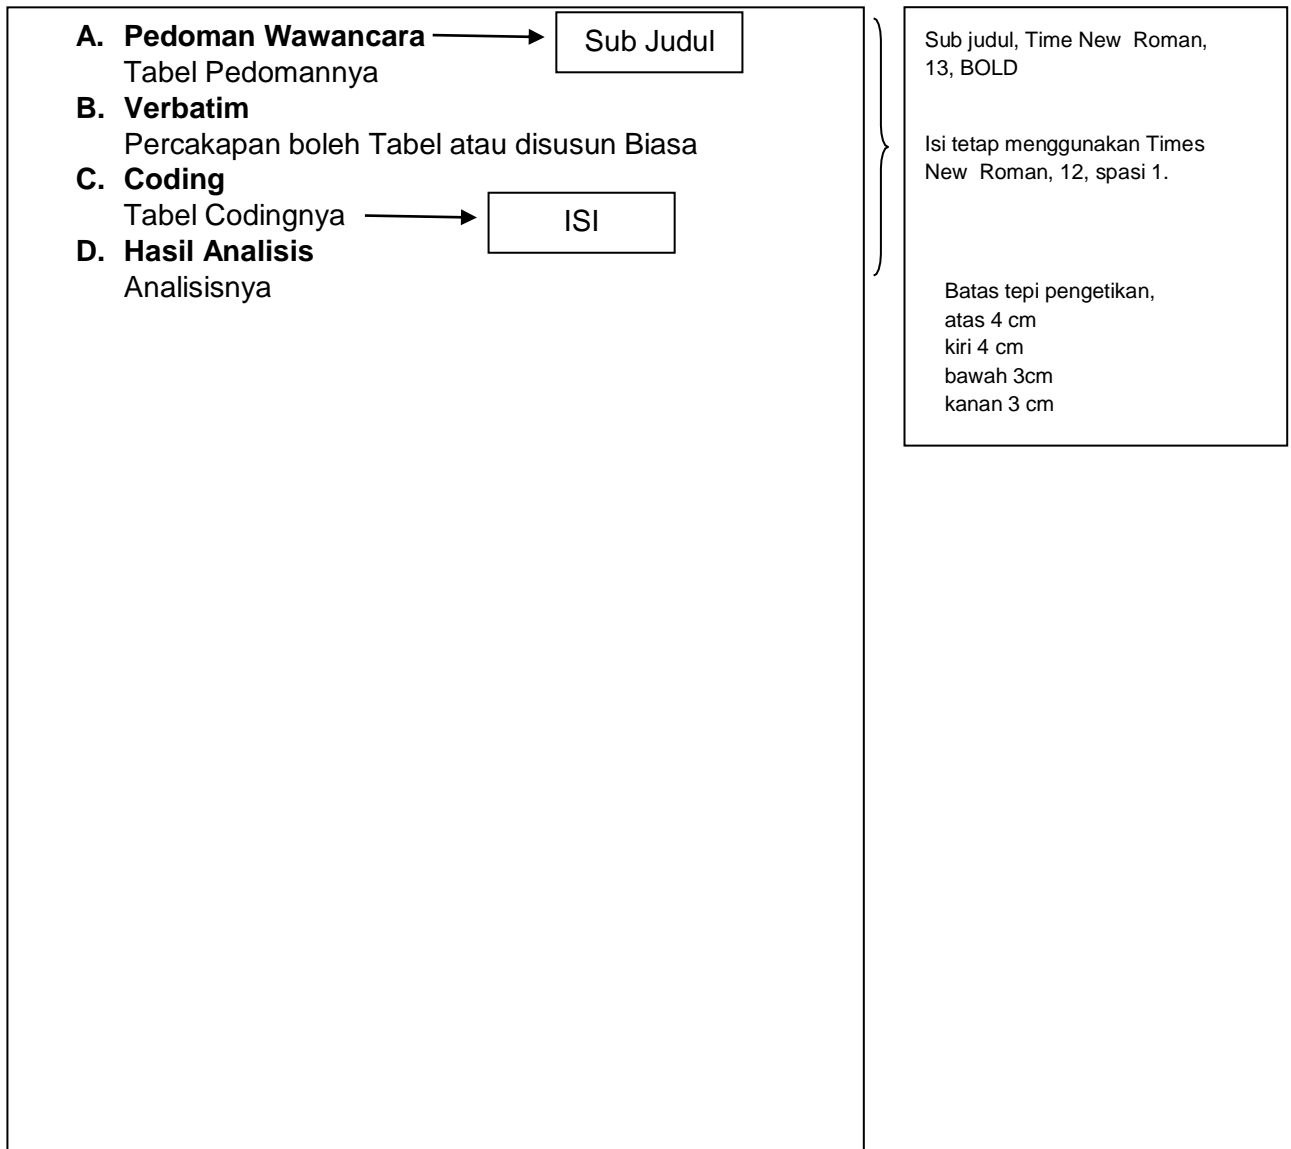 A. Pedoman Wawancara
Sub Judul
Tabel Pedomannya
B. Verbatim
Percakapan boleh Tabel atau disusun Biasa
C. Coding
Tabel Codingnya
ISI
D. Hasil Analisis
Analisisnya
Sub judul, Time New Roman,
13, BOLD
Isi tetap menggunakan Times
New Roman, 12, spasi 1.
Batas tepi pengetikan,
atas 4 cm
kiri 4 cm
bawah 3cm
kanan 3 cm